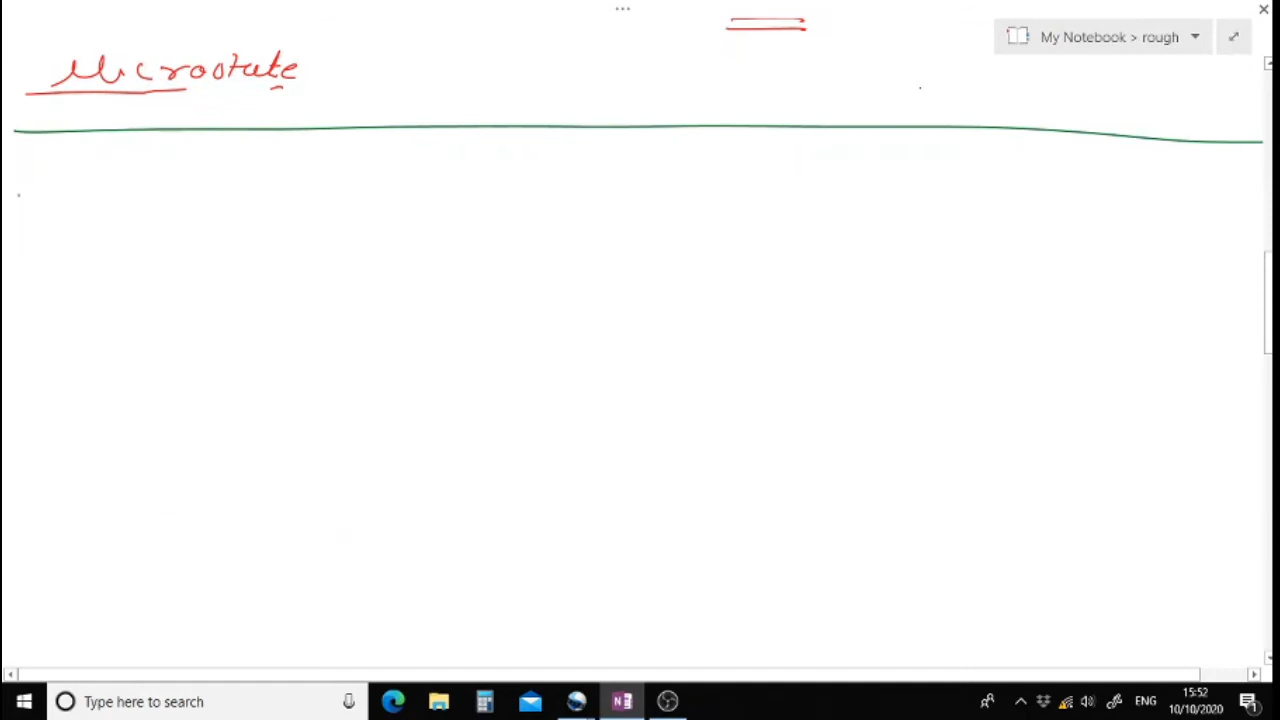 My Notebook > rough
Microstate
Type here to search
ENG
15:52
10/10/2020